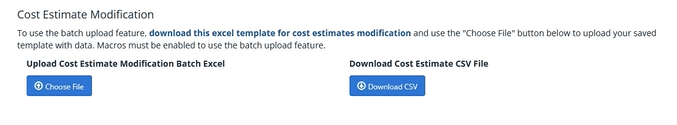 Cost Estimate Modification
To use the batch upload feature, download this excel template for cost estimates modification and use the "Choose File" button below to upload your saved
template with data. Macros must be enabled to use the batch upload feature.
Upload Cost Estimate Modification Batch Excel
Download Cost Estimate CSV File
Choose File
Download CSV